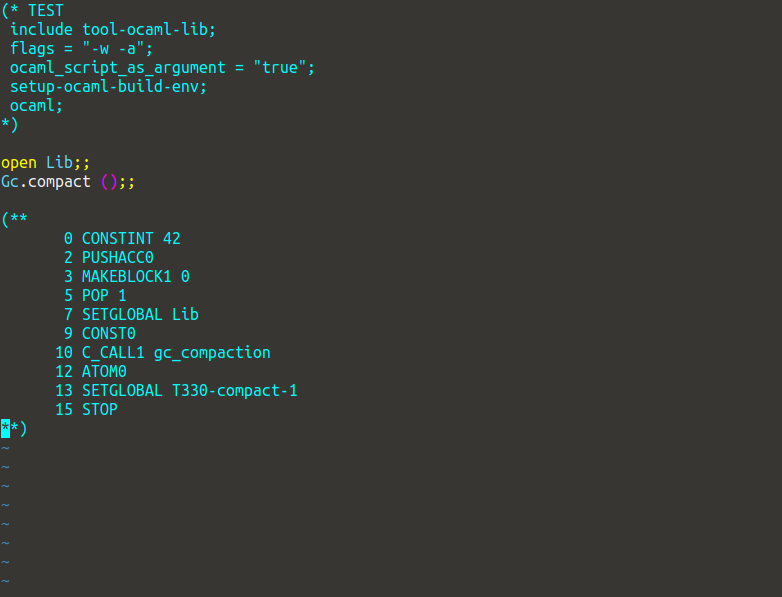 (* TEST
 include tool-ocaml-lib;
 flags = "-w -a";
 ocaml_script_as_argument = "true";
 setup-ocaml-build-env;
 ocaml;
*)

open Lib;;
Gc.compact ();;

(**
       0 CONSTINT 42
       2 PUSHACC0
       3 MAKEBLOCK1 0
       5 POP 1
       7 SETGLOBAL Lib
       9 CONST0
      10 C_CALL1 gc_compaction
      12 ATOM0
      13 SETGLOBAL T330-compact-1
      15 STOP
**)
~
~
~
~
~
~
~
~